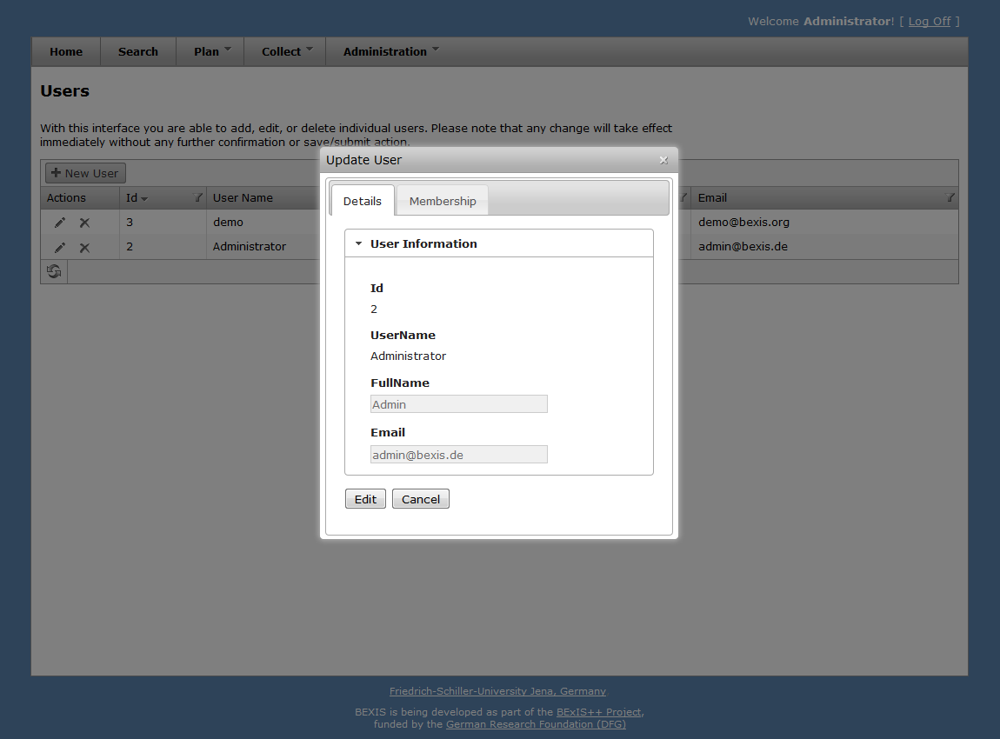 Welcome Administrator! [ Log Off ]
Home Search Plan Collect Administration
Users
With this interface you are able to add, edit, or delete individual users. Please note that any change will take effect
immediately without any further confirmation or save/submit action.
New User
Actions Id User Name Email
3 demo demo@bexis.org
2 Administrator admin@bexis.de
Update User
Details Membership
User Information
Id
2
UserName
Administrator
FullName
Admin
Email
admin@bexis.de
Edit Cancel
Friedrich-Schiller-University Jena, Germany
BEXIS is being developed as part of the BExIS++ Project,
funded by the German Research Foundation (DFG)